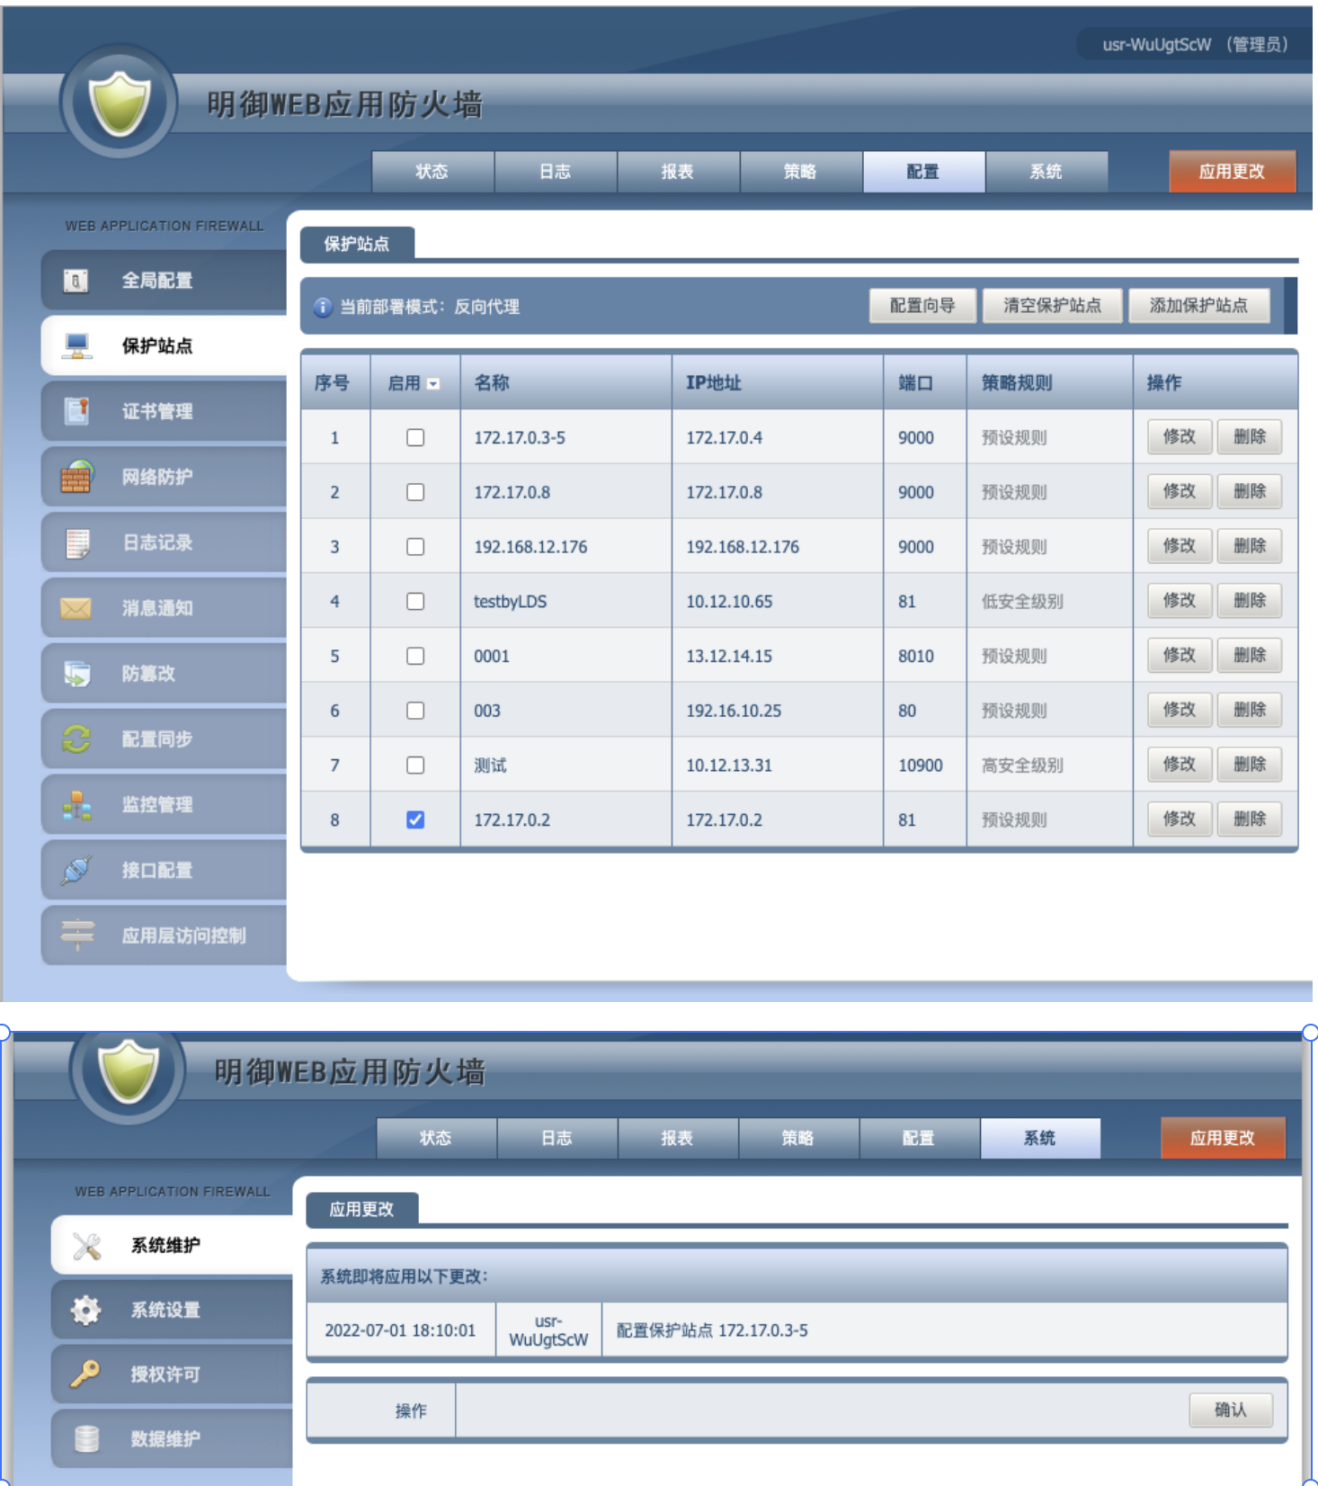 usr-WuUgtScW （管理员）
明御WEB应用防火墙
状态 日志 报表 策略 配置 系统 应用更改
WEB APPLICATION FIREWALL
全局配置
保护站点
证书管理
网络防护
日志记录
消息通知
防篡改
配置同步
监控管理
接口配置
应用层访问控制
保护站点
当前部署模式：反向代理 配置向导 清空保护站点 添加保护站点
序号 启用 名称 IP地址 端口 策略规则 操作
1 172.17.0.3-5 172.17.0.4 9000 预设规则 修改 删除
2 172.17.0.8 172.17.0.8 9000 预设规则 修改 删除
3 192.168.12.176 192.168.12.176 9000 预设规则 修改 删除
4 testbyLDS 10.12.10.65 81 低安全级别 修改 删除
5 0001 13.12.14.15 8010 预设规则 修改 删除
6 003 192.16.10.25 80 预设规则 修改 删除
7 测试 10.12.13.31 10900 高安全级别 修改 删除
8 172.17.0.2 172.17.0.2 81 预设规则 修改 删除
明御WEB应用防火墙
状态 日志 报表 策略 配置 系统 应用更改
WEB APPLICATION FIREWALL
系统维护
系统设置
授权许可
数据维护
应用更改
系统即将应用以下更改：
2022-07-01 18:10:01 usr-WuUgtScW 配置保护站点 172.17.0.3-5
操作 确认